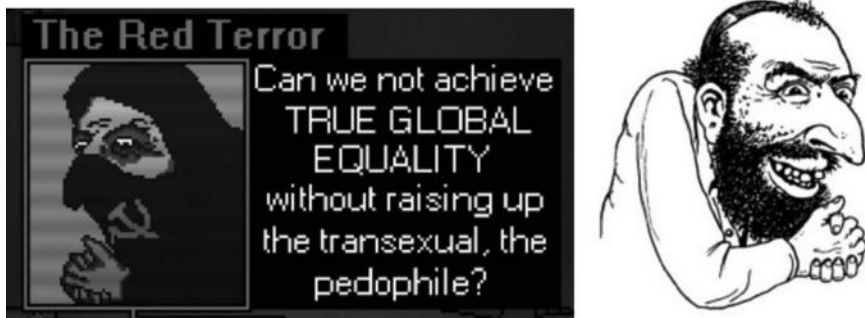 The Red Terror
Can we not achieve
TRUE GLOBAL
EQUALITY
without raising up
the transexual, the
pedophile?